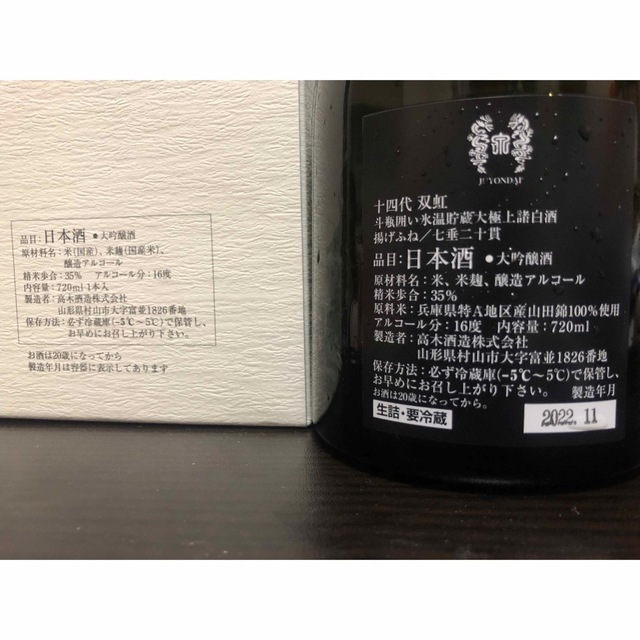 品目:日本酒 ●大吟醸酒
原材料名:米(国産)、米麹(国産米)、
醸造アルコール
精米歩合:35% アルコール分:16度
内容量:720ml 1本入
製造者:高木酒造株式会社
山形県村山市大字富並1826番地
保存方法:必ず冷蔵庫(-5℃~5℃)で保管し、
お早めにお召し上がり下さい。
お酒は20歳になってから
製造年月は容器に表示してあります
JUYONDAI
十四代 双虹
斗瓶囲い氷温貯蔵大極上諸白酒
揚げふね/七垂二十貫
品目:日本酒 ●大吟醸酒
原材料名:米、米麹、醸造アルコール
精米歩合:35%
原料米:兵庫県特A地区産山田錦100%使用
アルコール分:16度 内容量:720ml
製造者:高木酒造株式会社
山形県村山市大字富並1826番地
保存方法:必ず冷蔵庫(-5℃~5℃)で保管し、
お早めにお召し上がり下さい。 製造年月
お酒は20歳になってから。
生詰・要冷蔵
2022.11